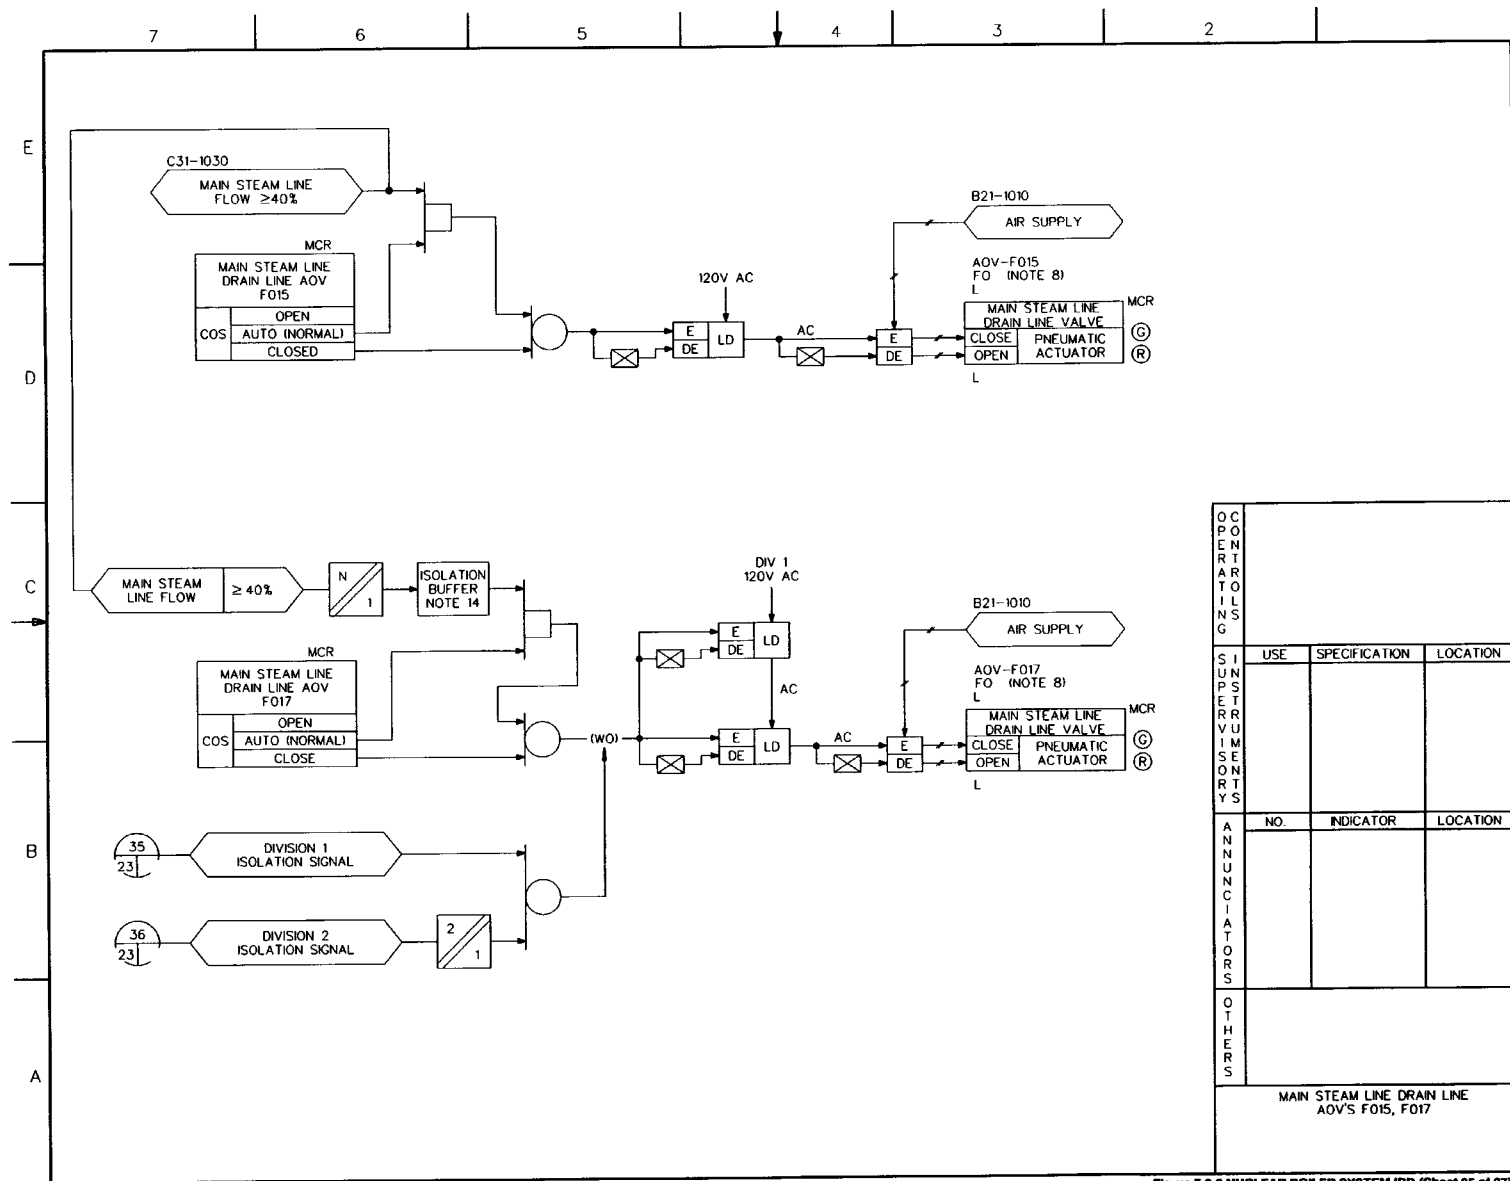 7 6 5 4 3 2
E
D
C
B
A
C31-1030
MAIN STEAM LINE
FLOW ≥40%
MCR
MAIN STEAM LINE
DRAIN LINE AOV
F015
COS
OPEN
AUTO (NORMAL)
CLOSED
120V AC
E
DE
LD
AC
E
DE
B21-1010
AIR SUPPLY
AOV-F015
FO (NOTE 8)
L
MCR
MAIN STEAM LINE
DRAIN LINE VALVE
CLOSE
OPEN
PNEUMATIC
ACTUATOR
G
R
L
MAIN STEAM
LINE FLOW
≥ 40%
N
1
ISOLATION
BUFFER
NOTE 14
MCR
MAIN STEAM LINE
DRAIN LINE AOV
F017
COS
OPEN
AUTO (NORMAL)
CLOSE
(WO)
DIV 1
120V AC
E
DE
LD
AC
E
DE
LD
AC
E
DE
B21-1010
AIR SUPPLY
AOV-F017
FO (NOTE 8)
L
MCR
MAIN STEAM LINE
DRAIN LINE VALVE
CLOSE
OPEN
PNEUMATIC
ACTUATOR
G
R
L
35
23
DIVISION 1
ISOLATION SIGNAL
36
23
DIVISION 2
ISOLATION SIGNAL
2
1
OPERATING
CONTROLS
SUPERVISORY
INSTRUMENTS
USE SPECIFICATION LOCATION
ANNUNCIATORS
NO. INDICATOR LOCATION
OTHERS
MAIN STEAM LINE DRAIN LINE
AOV'S F015, F017